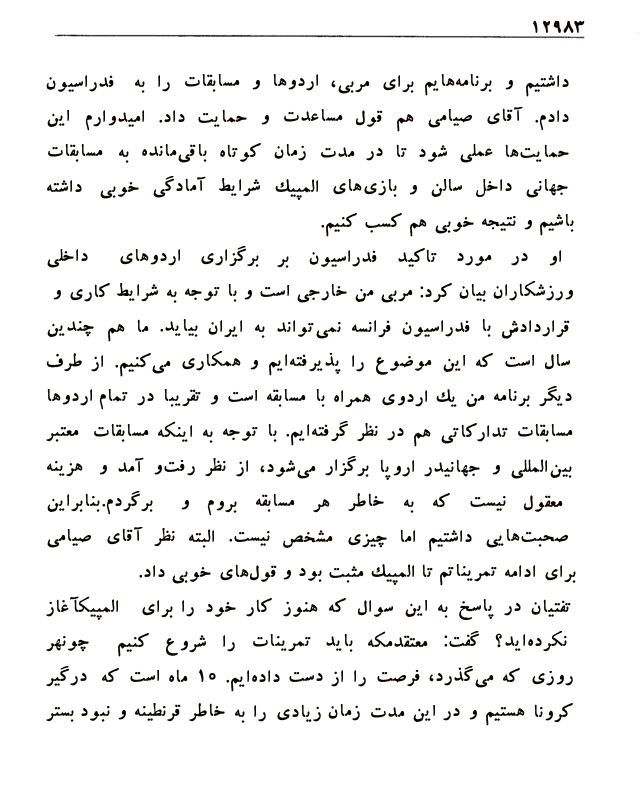 ۱۲۹۸۳
داشتیم و برنامه‌هایم برای مربی، اردوها و مسابقات را به فدراسیون
دادم. آقای صیامی هم قول مساعدت و حمایت داد. امیدوارم این
حمایت‌ها عملی شود تا در مدت زمان کوتاه باقی‌مانده به مسابقات
جهانی داخل سالن و بازی‌های المپیک شرایط آمادگی خوبی داشته
باشیم و نتیجه خوبی هم کسب کنیم.
او در مورد تاکید فدراسیون بر برگزاری اردوهای داخلی
ورزشکاران بیان کرد: مربی من خارجی است و با توجه به شرایط کاری و
قراردادش با فدراسیون فرانسه نمی‌تواند به ایران بیاید. ما هم چندین
سال است که این موضوع را پذیرفته‌ایم و همکاری می‌کنیم. از طرف
دیگر برنامه من یک اردوی همراه با مسابقه است و تقریبا در تمام اردوها
مسابقات تدارکاتی هم در نظر گرفته‌ایم. با توجه به اینکه مسابقات معتبر
بین‌المللی و جهانیدر اروپا برگزار می‌شود، از نظر رفت‌و آمد و هزینه
معقول نیست که به خاطر هر مسابقه بروم و برگردم.بنابراین
صحبت‌هایی داشتیم اما چیزی مشخص نیست. البته نظر آقای صیامی
برای ادامه تمریناتم تا المپیک مثبت بود و قول‌های خوبی داد.
تفتیان در پاسخ به این سوال که هنوز کار خود را برای المپیکآغاز
نکرده‌اید؟ گفت: معتقدمکه باید تمرینات را شروع کنیم چونهر
روزی که می‌گذرد، فرصت را از دست داده‌ایم. ۱۰ ماه است که درگیر
کرونا هستیم و در این مدت زمان زیادی را به خاطر قرنطینه و نبود بستر